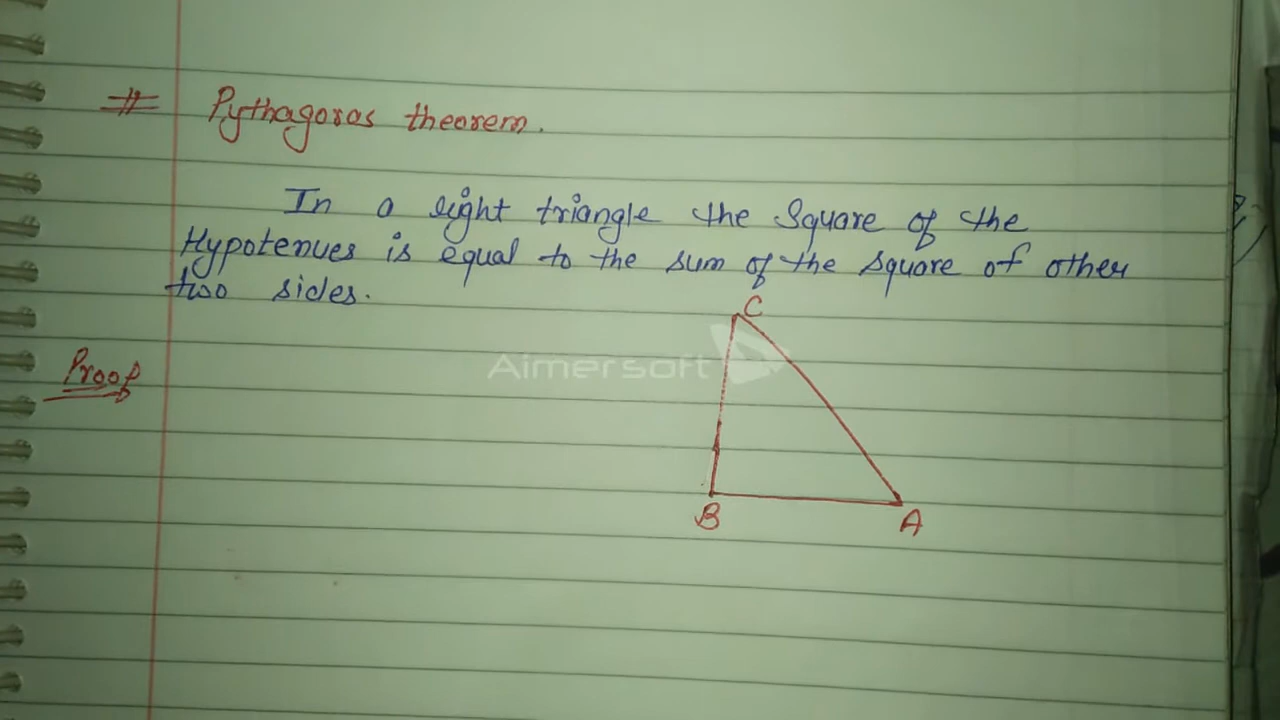 Pythagoras theorem.
In a right triangle the Square of the
Hypotenues is equal to the sum of the square of other
two sides.
C
Aimersoft
Proof
B
A